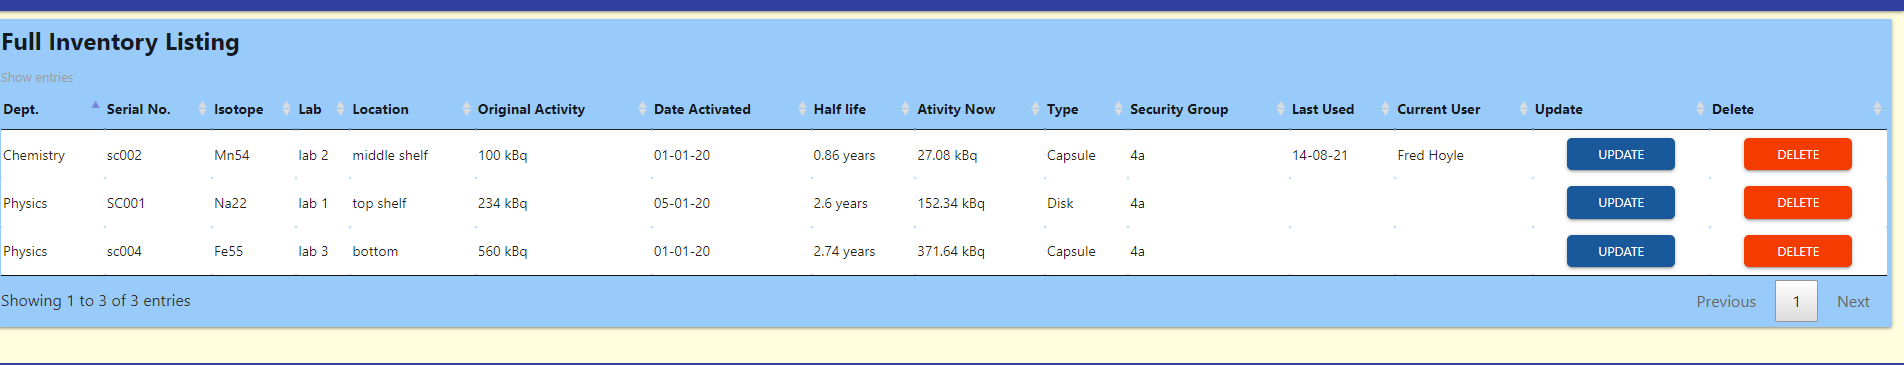 Full Inventory Listing
Show entries
Dept. Serial No. Isotope Lab Location Original Activity Date Activated Half life Ativity Now Type Security Group Last Used Current User Update Delete
Chemistry sc002 Mn54 lab 2 middle shelf 100 kBq 01-01-20 0.86 years 27.08 kBq Capsule 4a 14-08-21 Fred Hoyle UPDATE DELETE
Physics SC001 Na22 lab 1 top shelf 234 kBq 05-01-20 2.6 years 152.34 kBq Disk 4a UPDATE DELETE
Physics sc004 Fe55 lab 3 bottom 560 kBq 01-01-20 2.74 years 371.64 kBq Capsule 4a UPDATE DELETE
Showing 1 to 3 of 3 entries Previous 1 Next